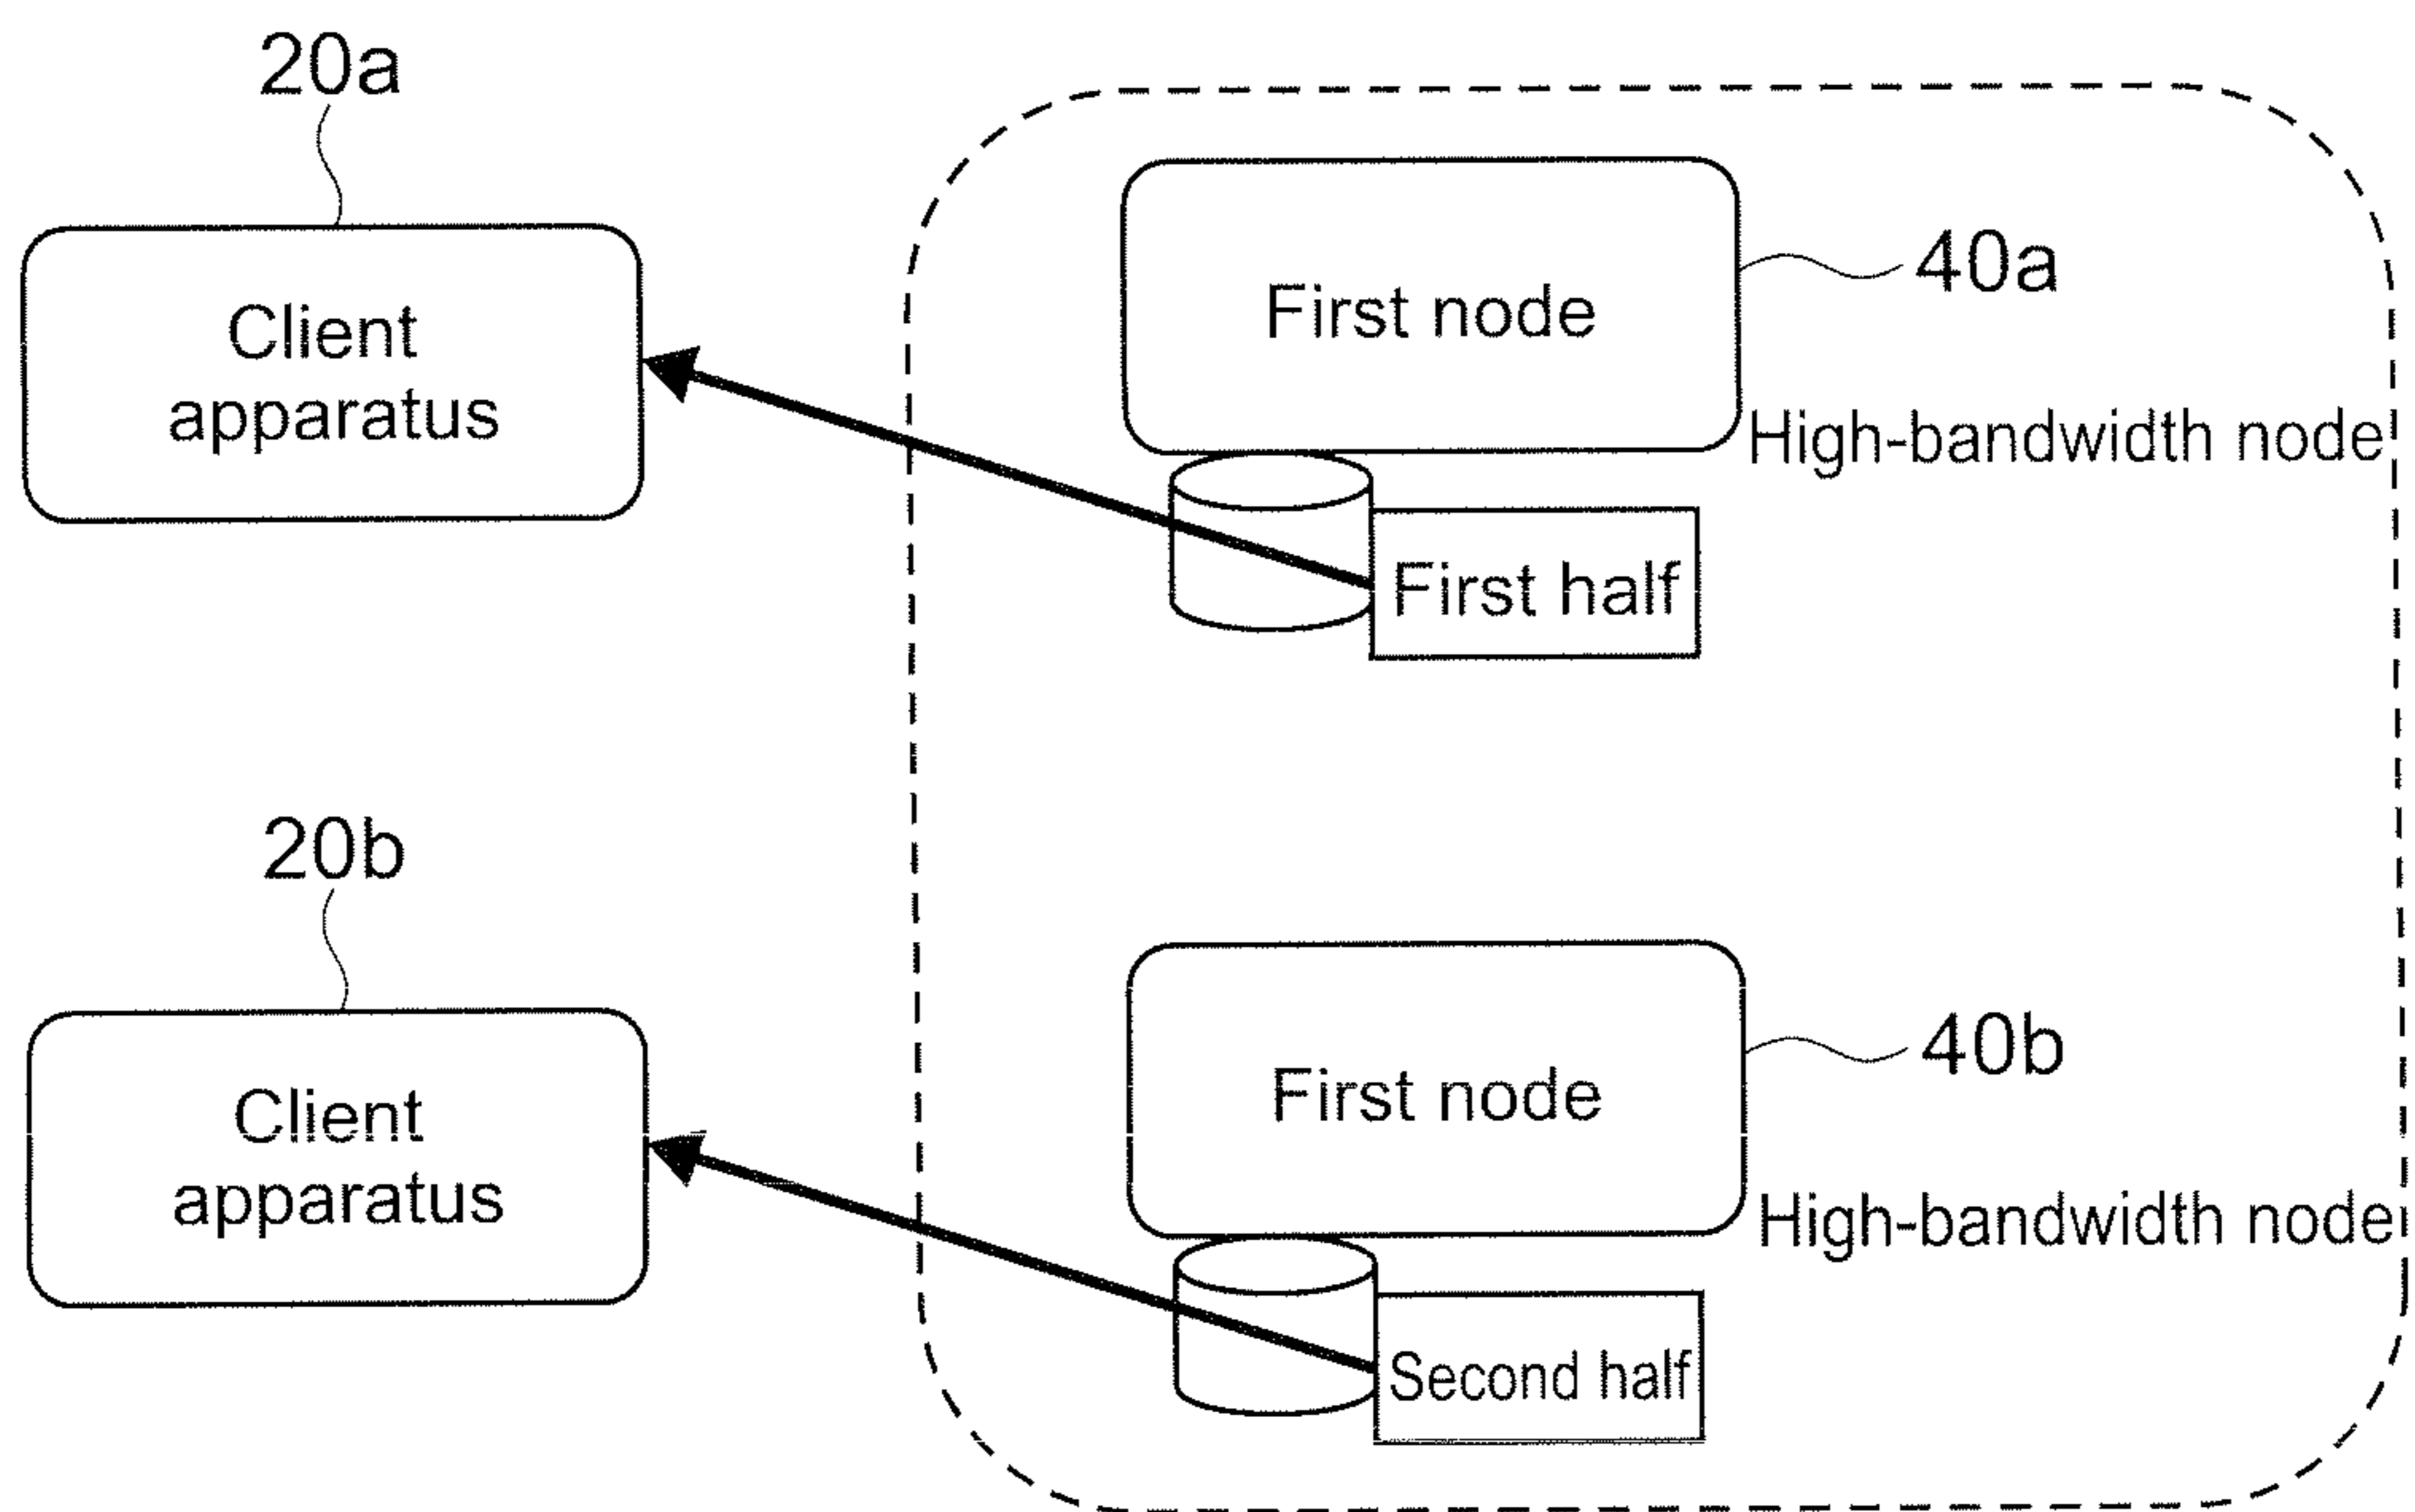 20a
Client
apparatus
First node
40a
High-bandwidth node
First half
20b
Client
apparatus
First node
40b
High-bandwidth node
Second half